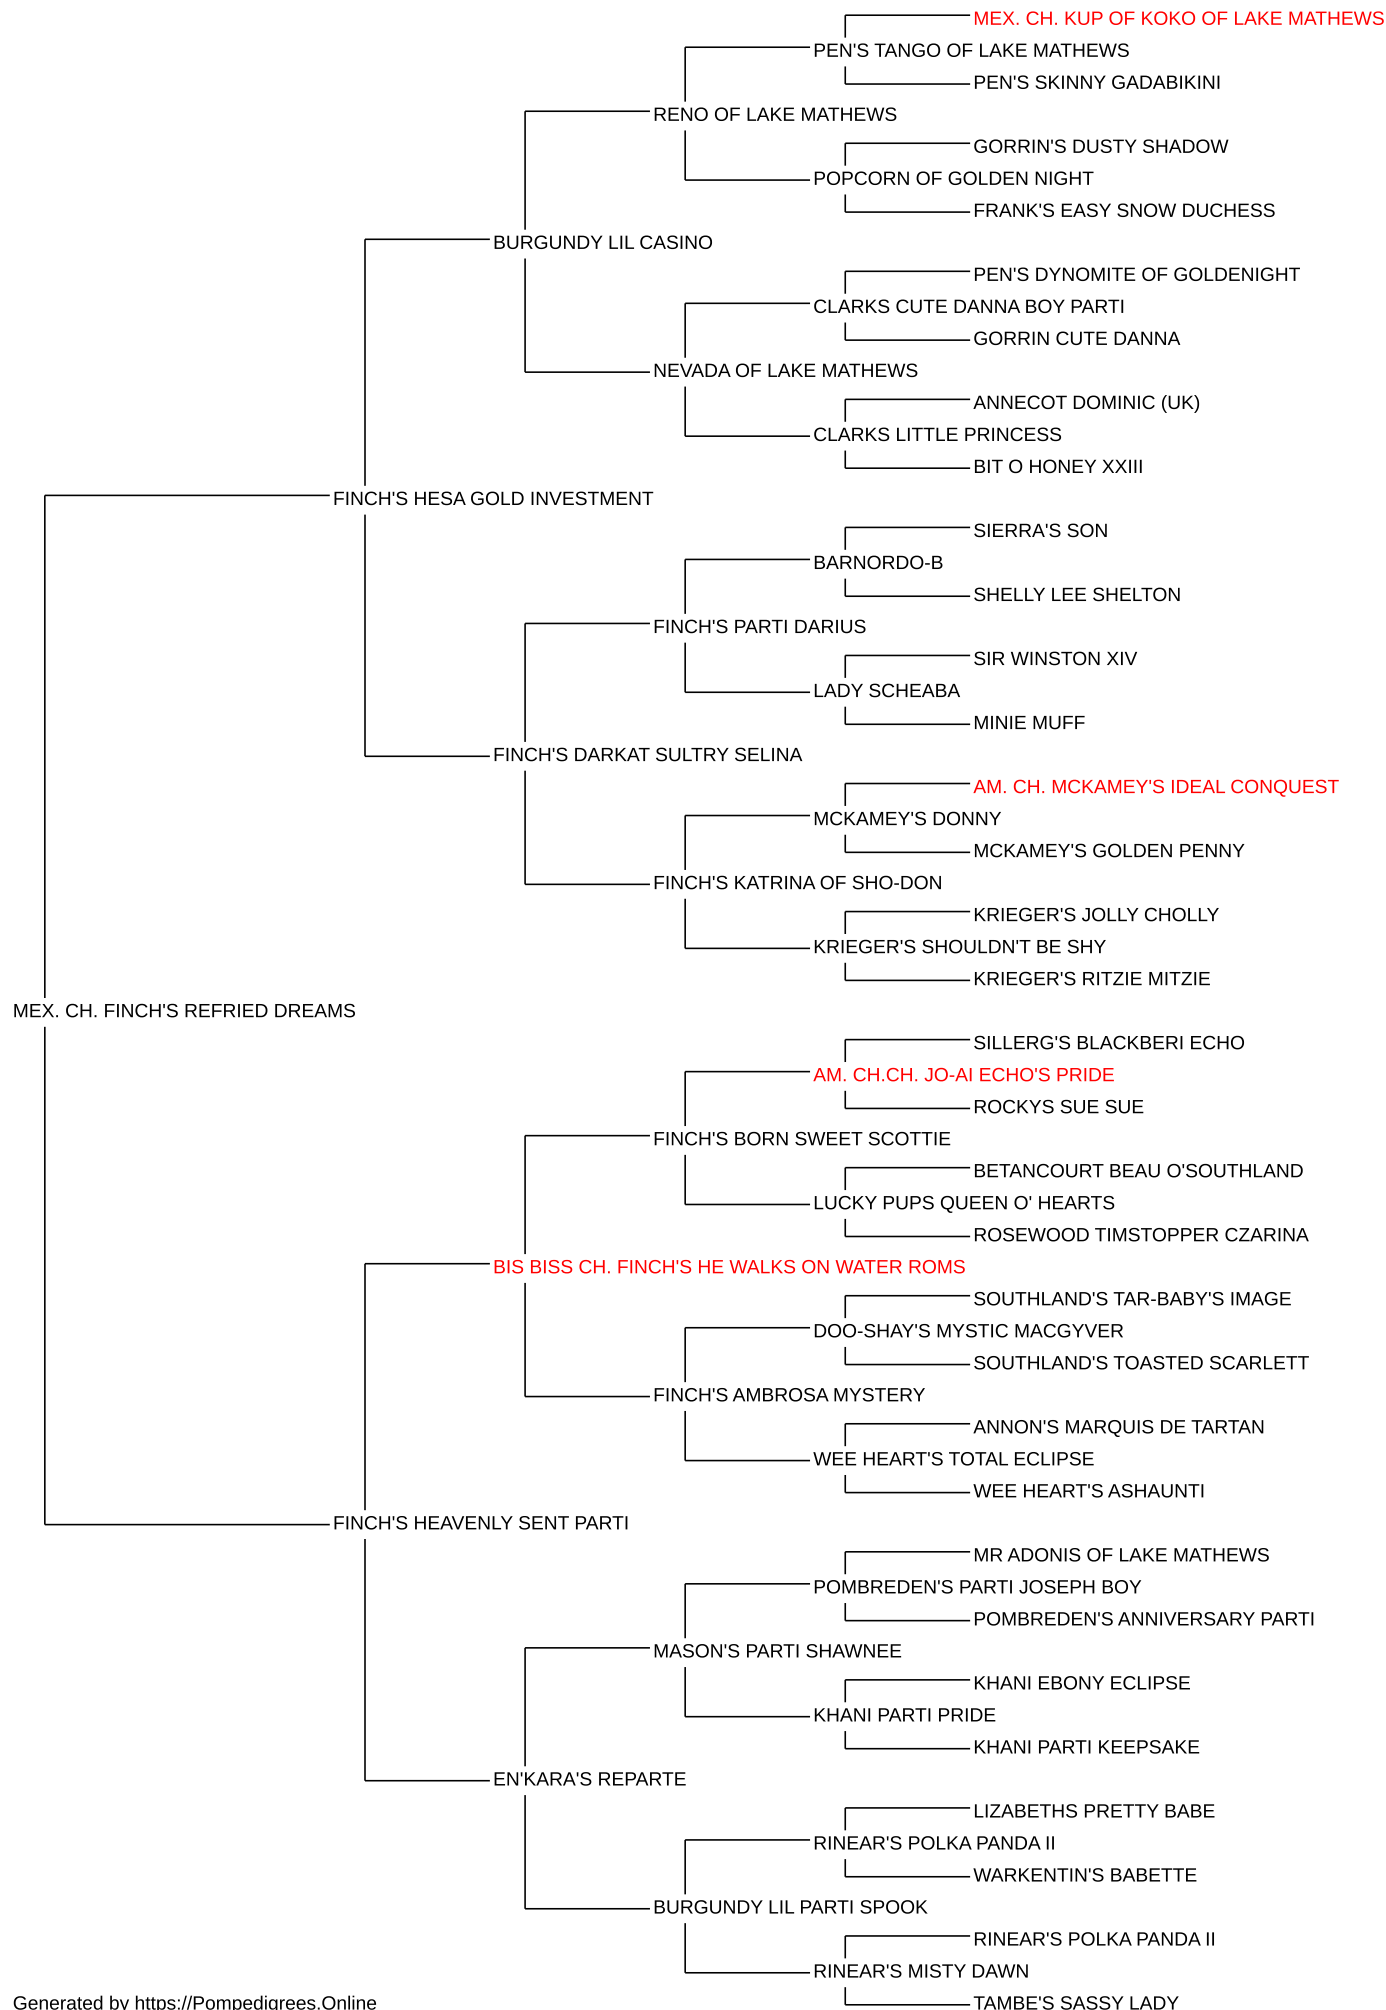 MEX. CH. KUP OF KOKO OF LAKE MATHEWS
PEN'S TANGO OF LAKE MATHEWS
PEN'S SKINNY GADABIKINI
RENO OF LAKE MATHEWS
GORRIN'S DUSTY SHADOW
POPCORN OF GOLDEN NIGHT
FRANK'S EASY SNOW DUCHESS
BURGUNDY LIL CASINO
PEN'S DYNOMITE OF GOLDENIGHT
CLARKS CUTE DANNA BOY PARTI
GORRIN CUTE DANNA
NEVADA OF LAKE MATHEWS
ANNECOT DOMINIC (UK)
CLARKS LITTLE PRINCESS
BIT O HONEY XXIII
FINCH'S HESA GOLD INVESTMENT
SIERRA'S SON
BARNORDO-B
SHELLY LEE SHELTON
FINCH'S PARTI DARIUS
SIR WINSTON XIV
LADY SCHEABA
MINIE MUFF
FINCH'S DARKAT SULTRY SELINA
AM. CH. MCKAMEY'S IDEAL CONQUEST
MCKAMEY'S DONNY
MCKAMEY'S GOLDEN PENNY
FINCH'S KATRINA OF SHO-DON
KRIEGER'S JOLLY CHOLLY
KRIEGER'S SHOULDN'T BE SHY
KRIEGER'S RITZIE MITZIE
MEX. CH. FINCH'S REFRIED DREAMS
SILLERG'S BLACKBERI ECHO
AM. CH.CH. JO-AI ECHO'S PRIDE
ROCKYS SUE SUE
FINCH'S BORN SWEET SCOTTIE
BETANCOURT BEAU O'SOUTHLAND
LUCKY PUPS QUEEN O' HEARTS
ROSEWOOD TIMSTOPPER CZARINA
BIS BISS CH. FINCH'S HE WALKS ON WATER ROMS
SOUTHLAND'S TAR-BABY'S IMAGE
DOO-SHAY'S MYSTIC MACGYVER
SOUTHLAND'S TOASTED SCARLETT
FINCH'S AMBROSA MYSTERY
ANNON'S MARQUIS DE TARTAN
WEE HEART'S TOTAL ECLIPSE
WEE HEART'S ASHAUNTI
FINCH'S HEAVENLY SENT PARTI
MR ADONIS OF LAKE MATHEWS
POMBREDEN'S PARTI JOSEPH BOY
POMBREDEN'S ANNIVERSARY PARTI
MASON'S PARTI SHAWNEE
KHANI EBONY ECLIPSE
KHANI PARTI PRIDE
KHANI PARTI KEEPSAKE
EN'KARA'S REPARTE
LIZABETHS PRETTY BABE
RINEAR'S POLKA PANDA II
WARKENTIN'S BABETTE
BURGUNDY LIL PARTI SPOOK
RINEAR'S POLKA PANDA II
RINEAR'S MISTY DAWN
TAMBE'S SASSY LADY
Generated by https://Pompedigrees.Online